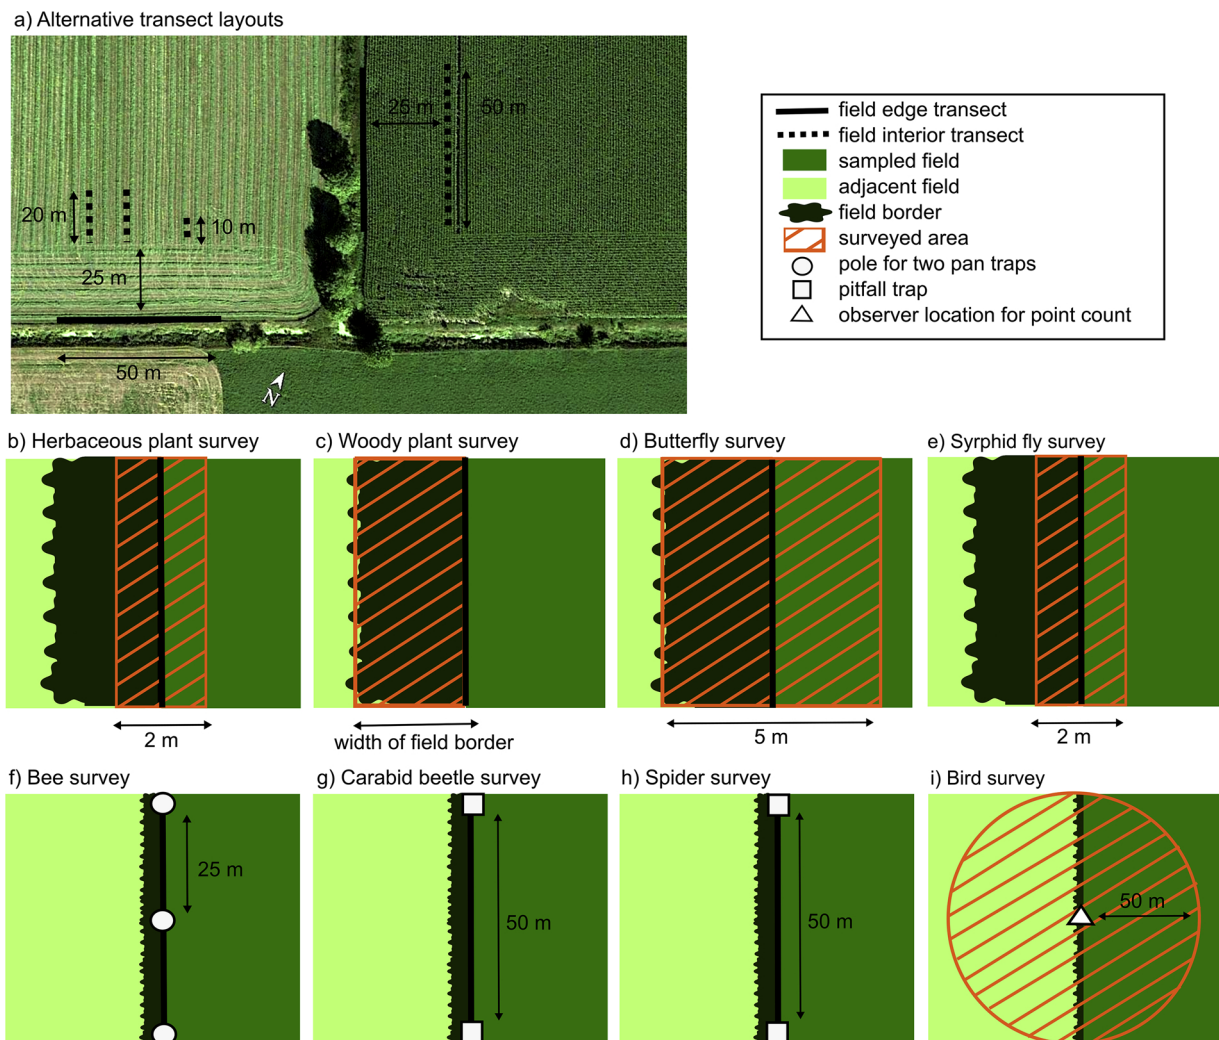 a) Alternative transect layouts
25 m
50 m
20 m
10 m
25 m
50 m
N
field edge transect
field interior transect
sampled field
adjacent field
field border
surveyed area
pole for two pan traps
pitfall trap
observer location for point count
b) Herbaceous plant survey
c) Woody plant survey
d) Butterfly survey
e) Syrphid fly survey
2 m
width of field border
5 m
2 m
f) Bee survey
g) Carabid beetle survey
h) Spider survey
i) Bird survey
25 m
50 m
50 m
50 m